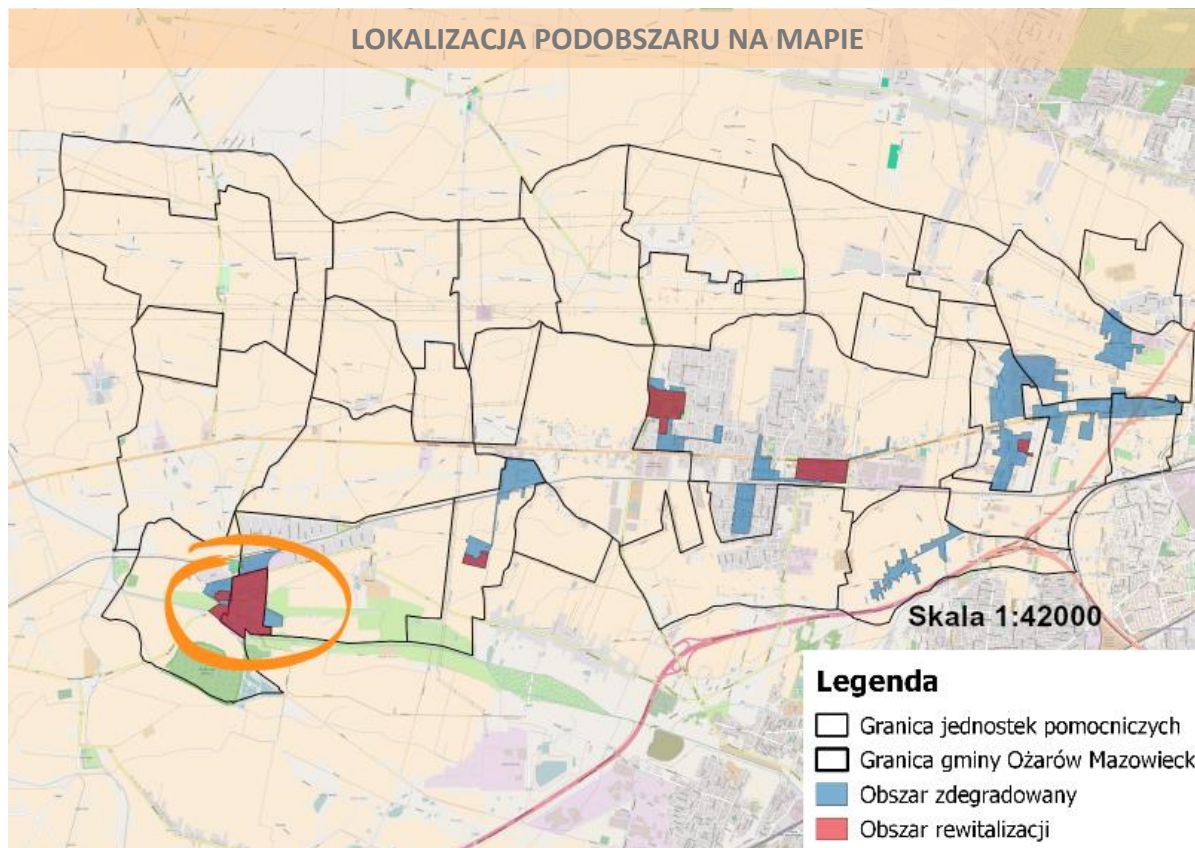 LOKALIZACJA PODOBSZARU NA MAPIE
Skala 1:42000
Legenda
Granica jednostek pomocniczych
Granica gminy Ożarów Mazowieck
Obszar zdegradowany
Obszar rewitalizacji